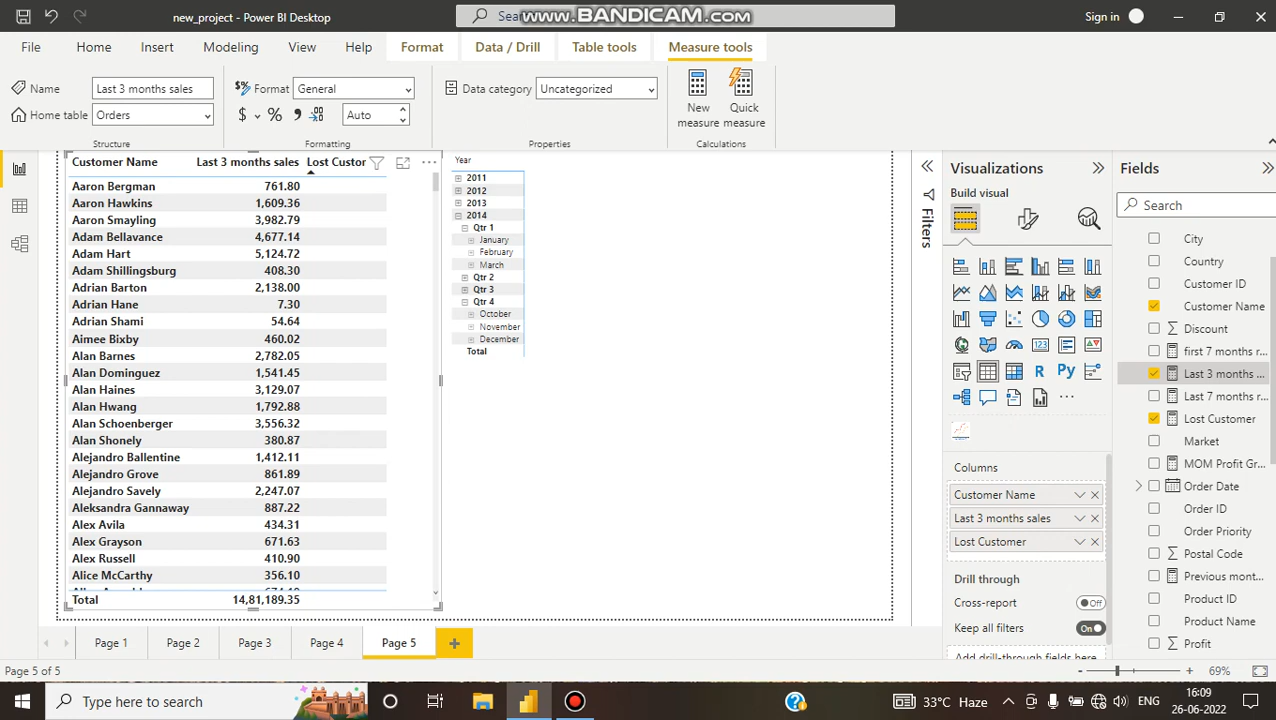 new_project - Power BI Desktop
Sea
www.BANDICAM.com
Sign in
File
Home
Insert
Modeling
View
Help
Format
Data / Drill
Table tools
Measure tools
Name
Last 3 months sales
Home table
Orders
Structure
Format
General
$
%
Auto
Formatting
Data category
Uncategorized
Properties
New measure
Quick measure
Calculations
Customer Name Last 3 months sales Lost Custor
Aaron Bergman 761.80
Aaron Hawkins 1,609.36
Aaron Smayling 3,982.79
Adam Bellavance 4,677.14
Adam Hart 5,124.72
Adam Shillingsburg 408.30
Adrian Barton 2,138.00
Adrian Hane 7.30
Adrian Shami 54.64
Aimee Bixby 460.02
Alan Barnes 2,782.05
Alan Dominguez 1,541.45
Alan Haines 3,129.07
Alan Hwang 1,792.88
Alan Schoenberger 3,556.32
Alan Shonely 380.87
Alejandro Ballentine 1,412.11
Alejandro Grove 861.89
Alejandro Savely 2,247.07
Aleksandra Gannaway 887.22
Alex Avila 434.31
Alex Grayson 671.63
Alex Russell 410.90
Alice McCarthy 356.10
Total 14,81,189.35
Year
2011
2012
2013
2014
Qtr 1
January
February
March
Qtr 2
Qtr 3
Qtr 4
October
November
December
Total
Filters
Visualizations
Build visual
R
Py
123
Columns
Customer Name
Last 3 months sales
Lost Customer
Drill through
Cross-report
Off
Keep all filters
On
Add drill-through fields here
Fields
Search
City
Country
Customer ID
Customer Name
Discount
first 7 months r...
Last 3 months ...
Last 7 months r...
Lost Customer
Market
MOM Profit Gr...
Order Date
Order ID
Order Priority
Postal Code
Previous mont...
Product ID
Product Name
Profit
Page 1
Page 2
Page 3
Page 4
Page 5
Page 5 of 5
69%
Type here to search
33°C Haze
ENG
16:09
26-06-2022